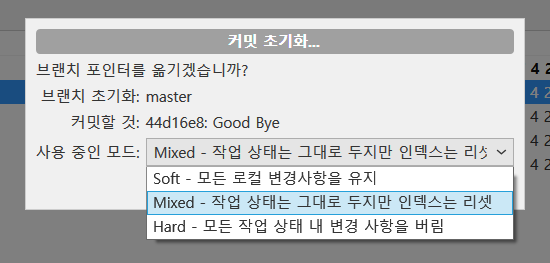 커밋 초기화...
브랜치 포인터를 옮기겠습니까?
브랜치 초기화: master
커밋할 것: 44d16e8: Good Bye
사용 중인 모드: Mixed - 작업 상태는 그대로 두지만 인덱스는 리셋
Soft - 모든 로컬 변경사항을 유지
Mixed - 작업 상태는 그대로 두지만 인덱스는 리셋
Hard - 모든 작업 상태 내 변경 사항을 버림
4 2
4 2
4 2
4 2
4 2